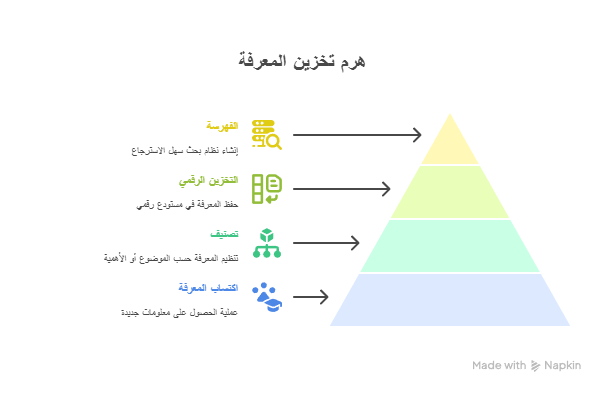 هرم تخزين المعرفة
الفهرسة
إنشاء نظام بحث سهل الاسترجاع
التخزين الرقمي
حفظ المعرفة في مستودع رقمي
تصنيف
تنظيم المعرفة حسب الموضوع أو الأهمية
اكتساب المعرفة
عملية الحصول على معلومات جديدة
Made with Napkin